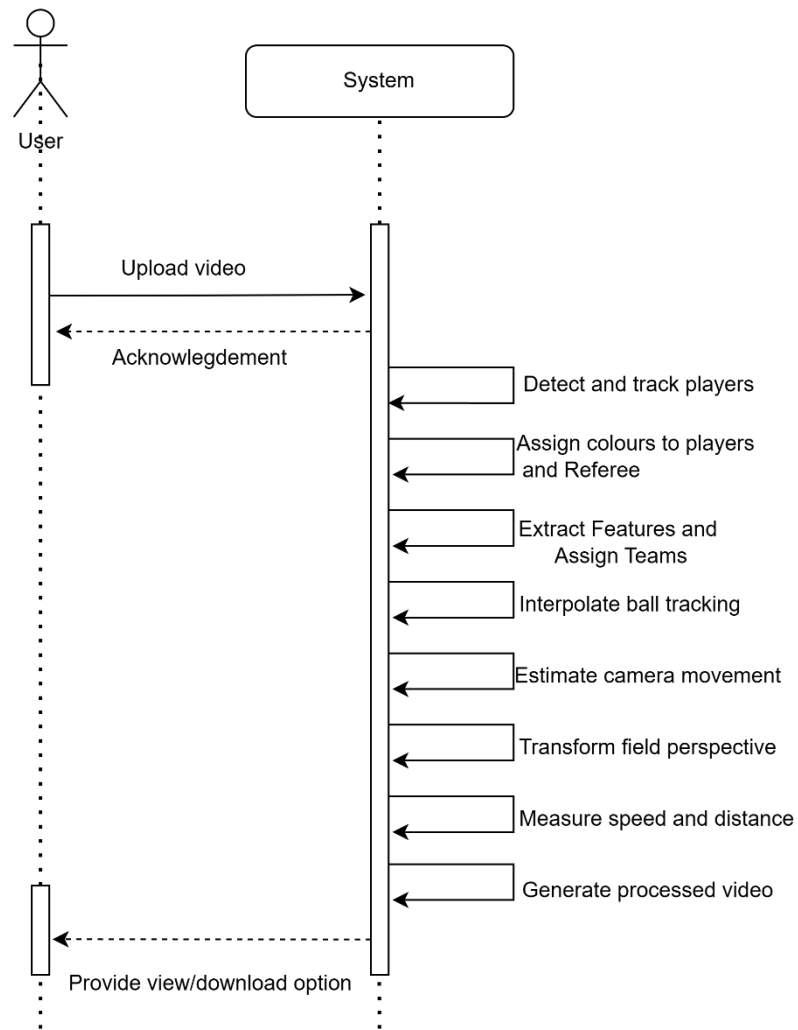 System
User
Upload video
Acknowlegdement
Detect and track players
Assign colours to players
and Referee
Extract Features and
Assign Teams
Interpolate ball tracking
Estimate camera movement
Transform field perspective
Measure speed and distance
Generate processed video
Provide view/download option